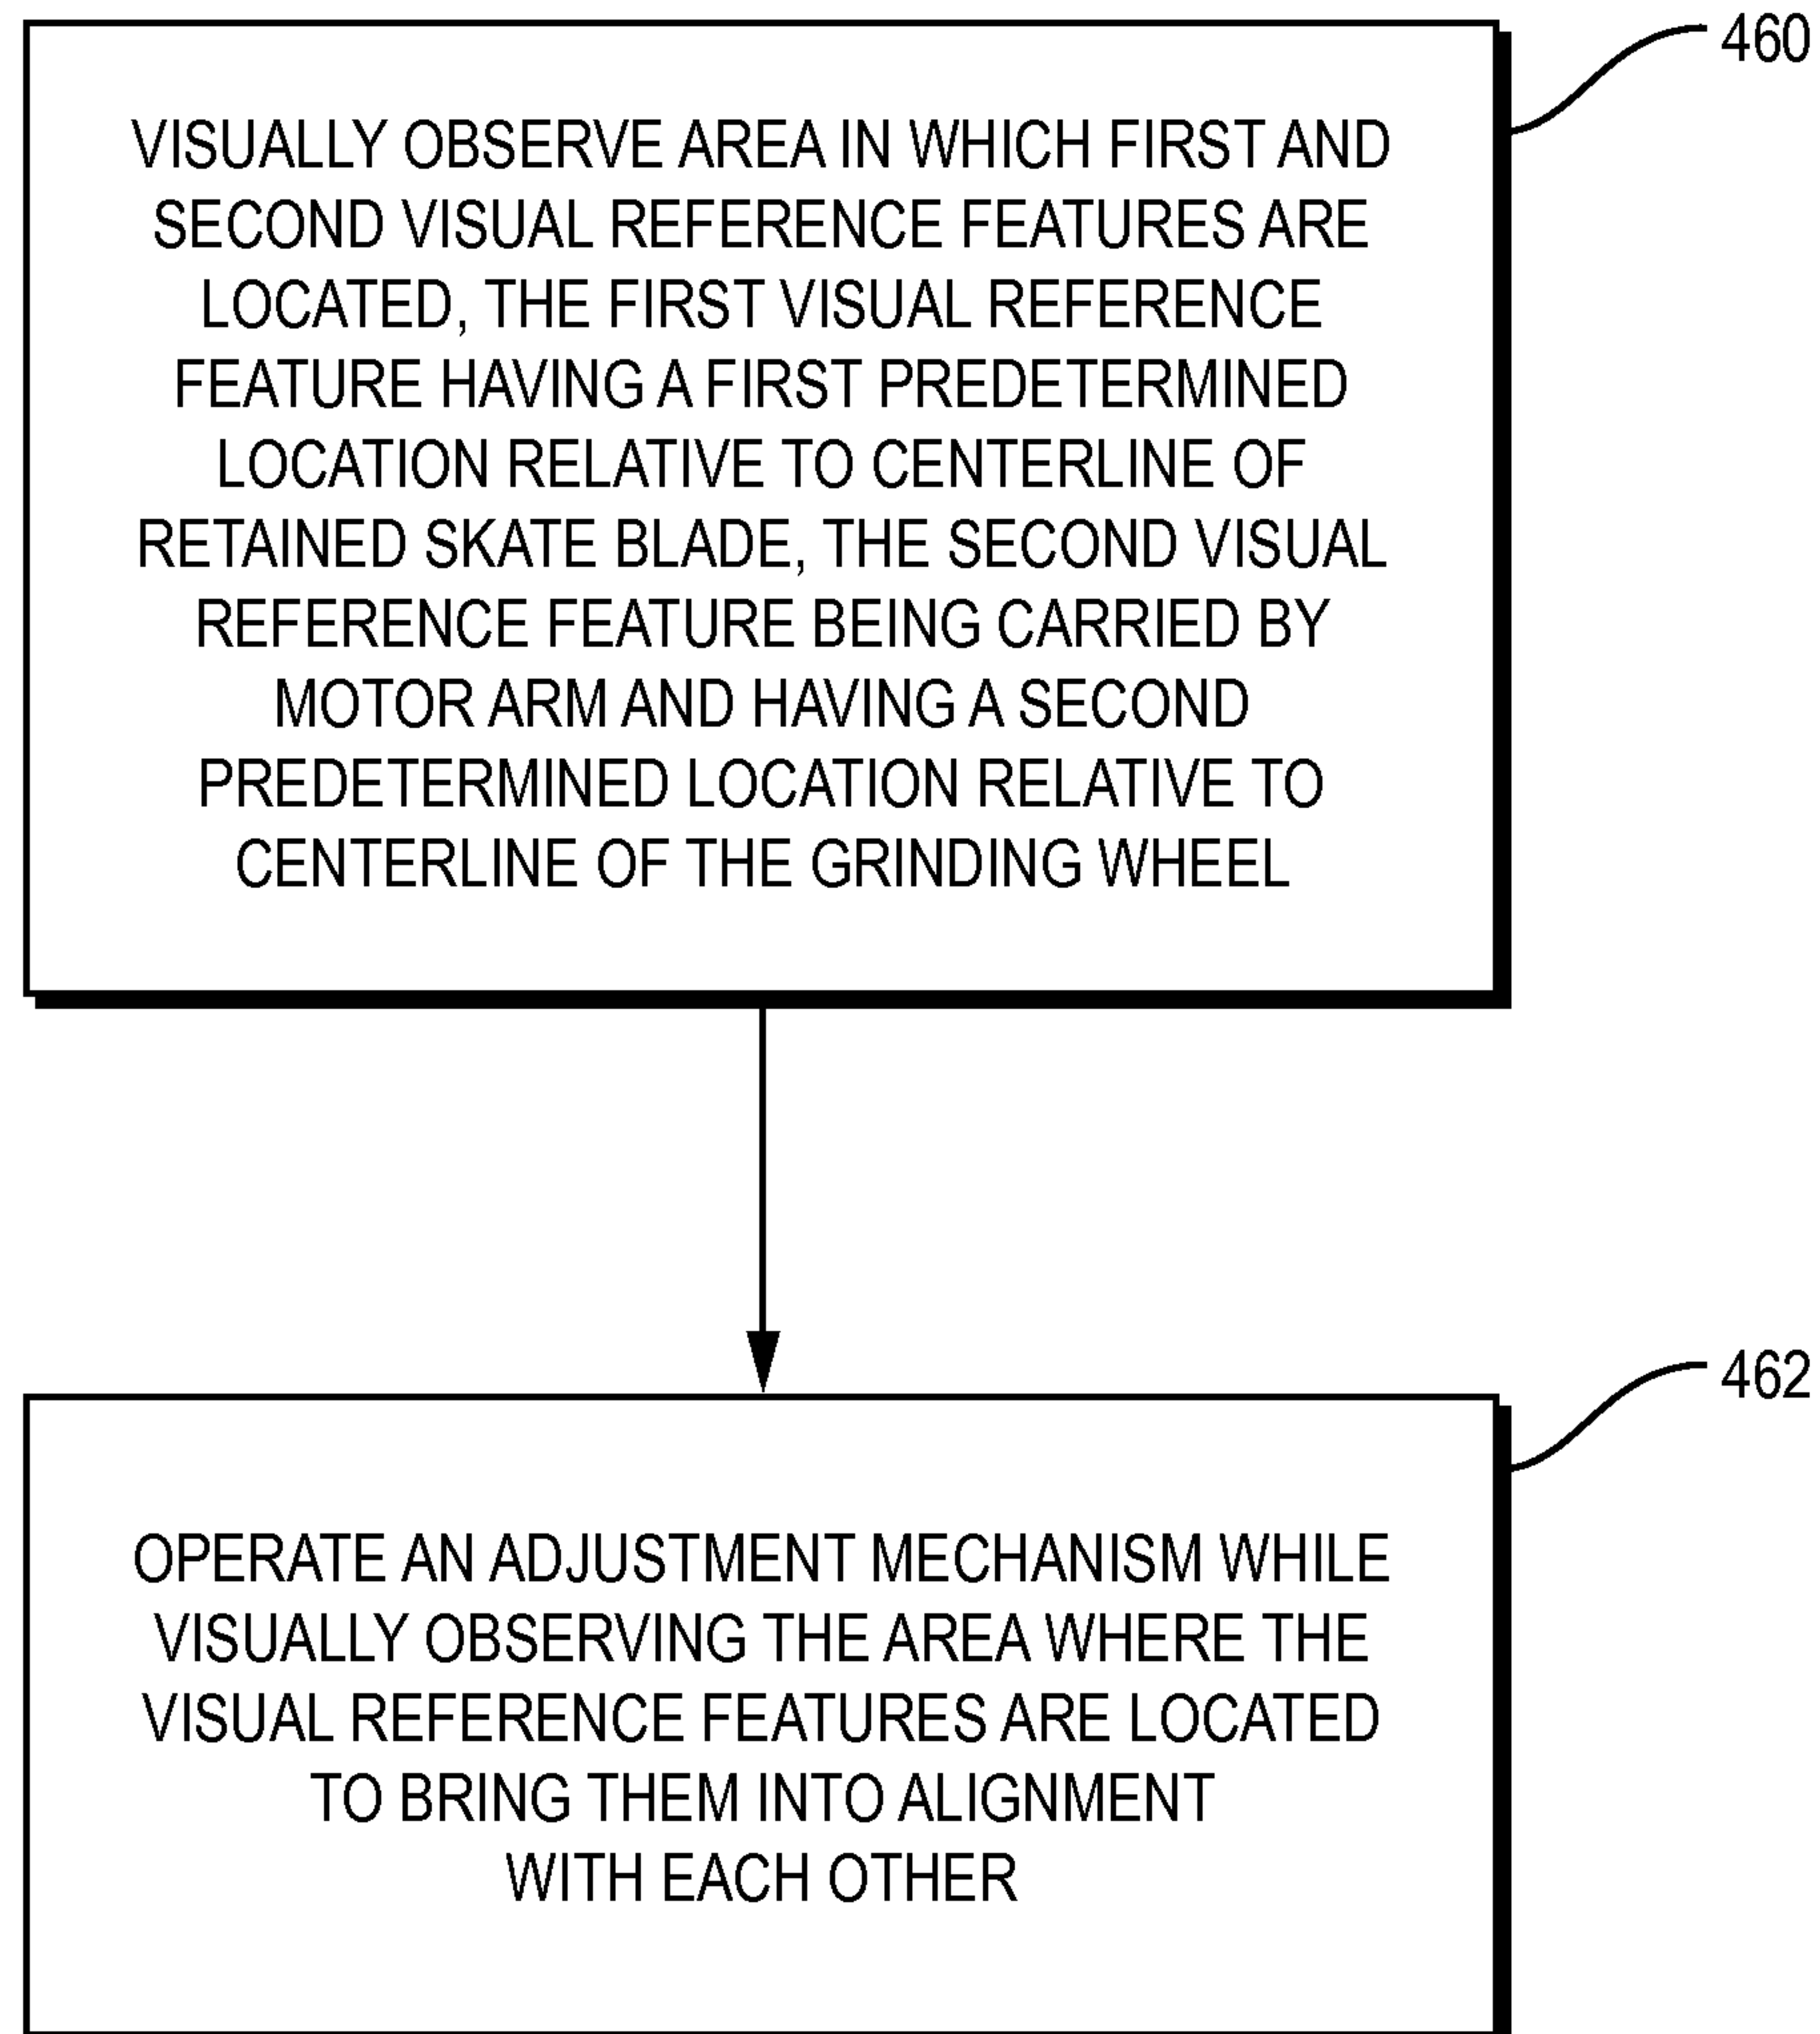 460
VISUALLY OBSERVE AREA IN WHICH FIRST AND
SECOND VISUAL REFERENCE FEATURES ARE
LOCATED, THE FIRST VISUAL REFERENCE
FEATURE HAVING A FIRST PREDETERMINED
LOCATION RELATIVE TO CENTERLINE OF
RETAINED SKATE BLADE, THE SECOND VISUAL
REFERENCE FEATURE BEING CARRIED BY
MOTOR ARM AND HAVING A SECOND
PREDETERMINED LOCATION RELATIVE TO
CENTERLINE OF THE GRINDING WHEEL
462
OPERATE AN ADJUSTMENT MECHANISM WHILE
VISUALLY OBSERVING THE AREA WHERE THE
VISUAL REFERENCE FEATURES ARE LOCATED
TO BRING THEM INTO ALIGNMENT
WITH EACH OTHER